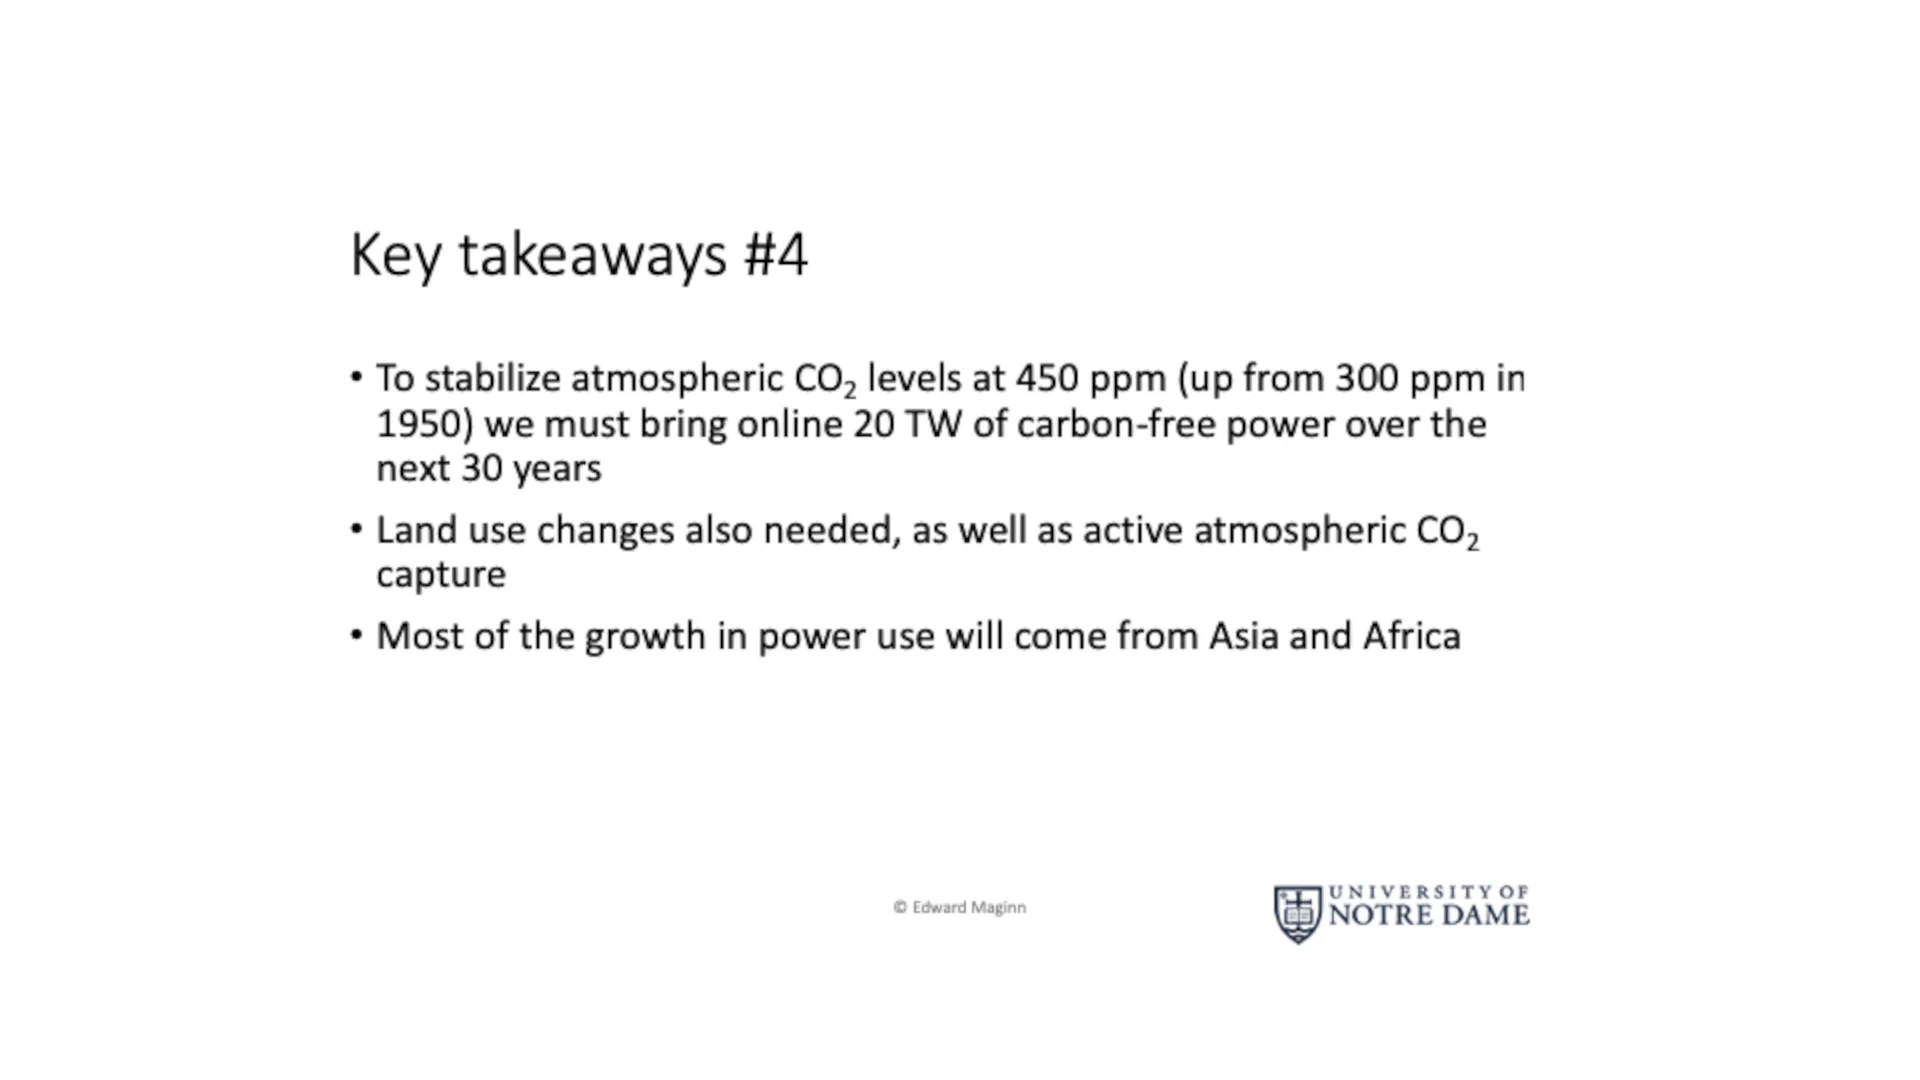 Key takeaways #4
• To stabilize atmospheric CO₂ levels at 450 ppm (up from 300 ppm in
1950) we must bring online 20 TW of carbon-free power over the
next 30 years
• Land use changes also needed, as well as active atmospheric CO₂
capture
• Most of the growth in power use will come from Asia and Africa
© Edward Maginn
UNIVERSITY OF
NOTRE DAME